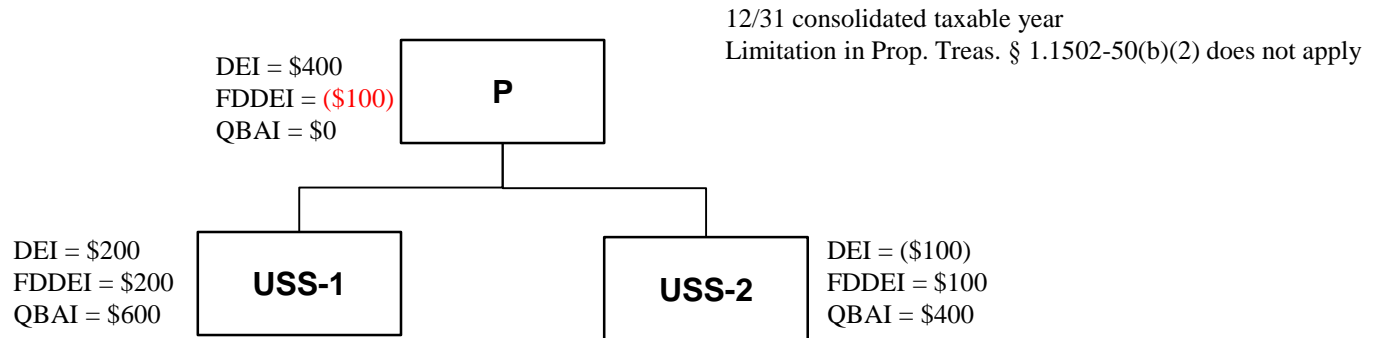 12/31 consolidated taxable year
Limitation in Prop. Treas. § 1.1502-50(b)(2) does not apply
DEI = $400
FDDEI = ($100)
QBAI = $0
P
DEI = $200
FDDEI = $200
QBAI = $600
USS-1
USS-2
DEI = ($100)
FDDEI = $100
QBAI = $400